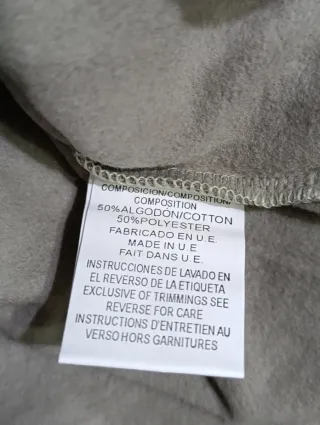 COMPOSICION/COMPOSITION/
COMPOSITION
50%ALGODÓN/COTTON
50%POLYESTER
FABRICADO EN U.E.
MADE IN U.E
FAIT DANS U.E.
INSTRUCCIONES DE LAVADO EN
EL REVERSO DE LA ETIQUETA
EXCLUSIVE OF TRIMMINGS SEE
REVERSE FOR CARE
INSTRUCTIONS D'ENTRETIEN AU
VERSO HORS GARNITURES